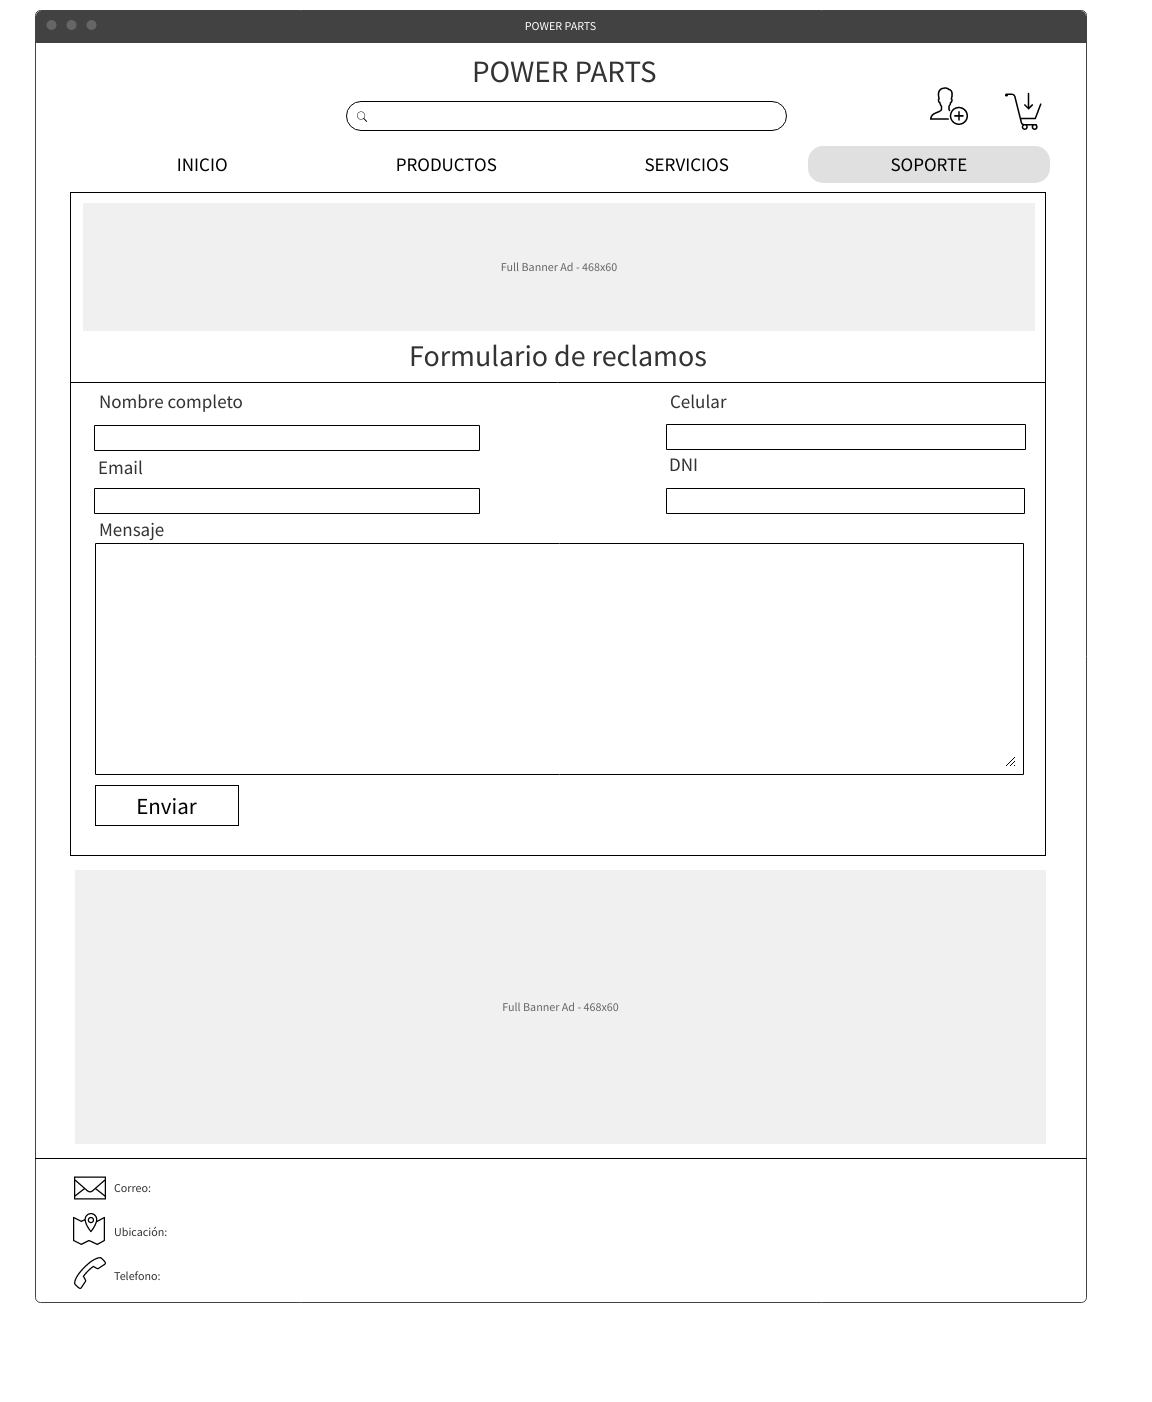 POWER PARTS
POWER PARTS
INICIO PRODUCTOS SERVICIOS SOPORTE
Full Banner Ad - 468x60
Formulario de reclamos
Nombre completo Celular
Email DNI
Mensaje
Enviar
Full Banner Ad - 468x60
Correo:
Ubicación:
Telefono: